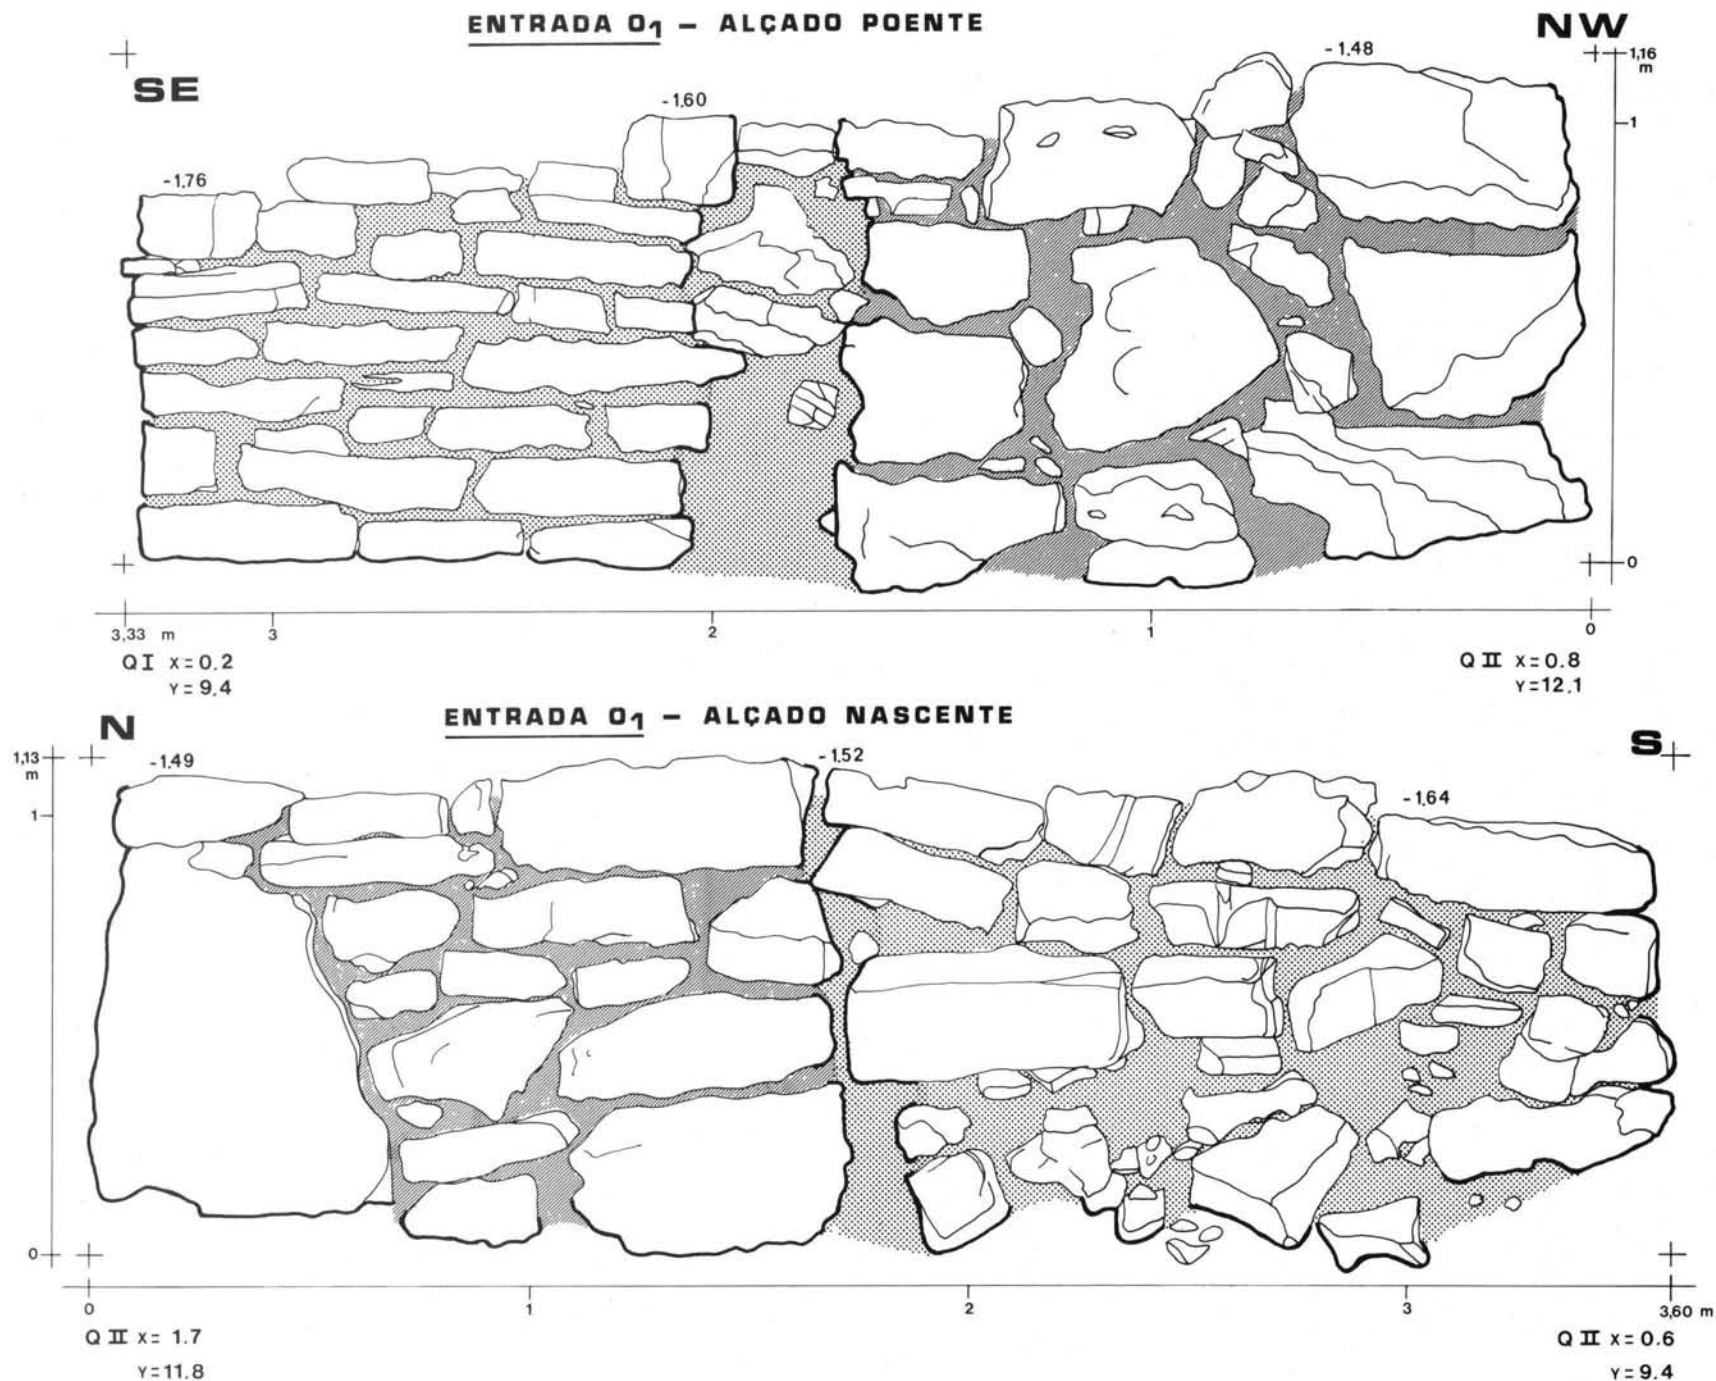 ENTRADA O1 – ALÇADO POENTE
NW
SE
-1,48
1,16
m
-1,60
1
-1,76
0
3,33 m
3
2
1
0
Q I X=0.2
Y=9.4
Q II X=0.8
Y=12.1
N
ENTRADA O1 – ALÇADO NASCENTE
S
1,13
m
-1,49
-1,52
-1,64
1
0
0
1
2
3
3,60 m
Q II X= 1.7
Y=11.8
Q II X=0.6
Y=9.4